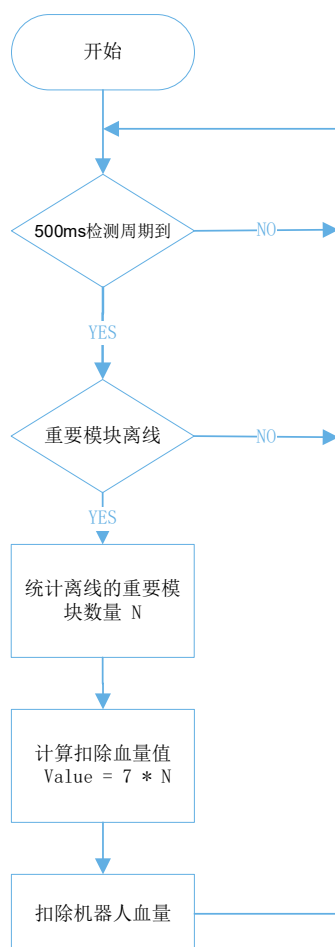 开始
500ms检测周期到
NO
YES
重要模块离线
NO
YES
统计离线的重要模
块数量 N
计算扣除血量值
Value = 7 * N
扣除机器人血量